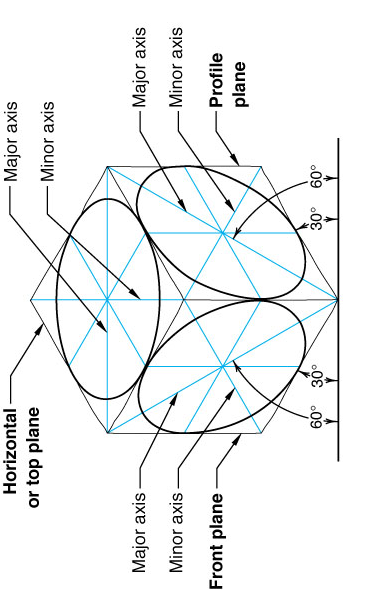 Major axis
Minor axis
Horizontal
or top plane
Major axis
Minor axis
Profile
plane
Major axis
Minor axis
Front plane
60°
30°
30°
60°